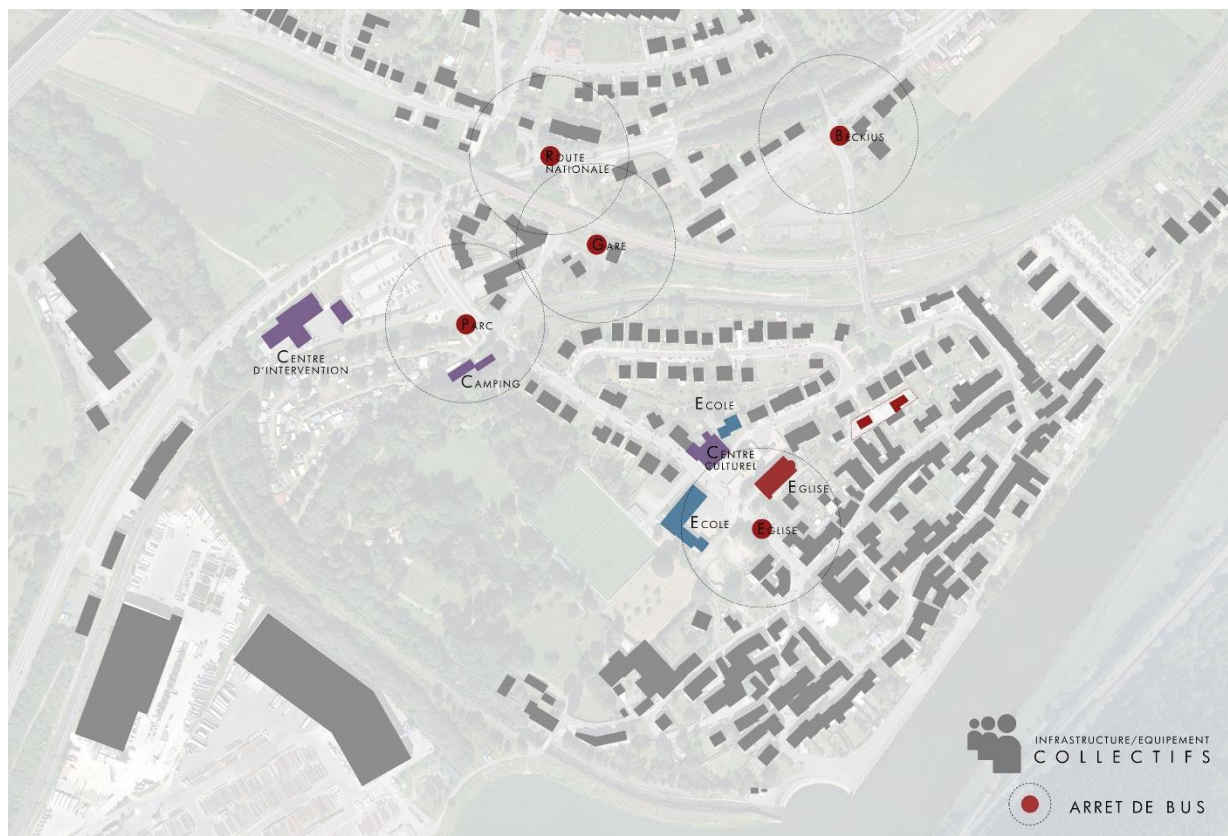 BECKIUS
ROUTE
NATIONALE
GARE
PARC
CENTRE
D'INTERVENTION
CAMPING
ECOLE
CENTRE
CULTUREL
EGLISE
ECOLE
EGLISE
INFRASTRUCTURE/EQUIPEMENT
COLLECTIFS
ARRET DE BUS